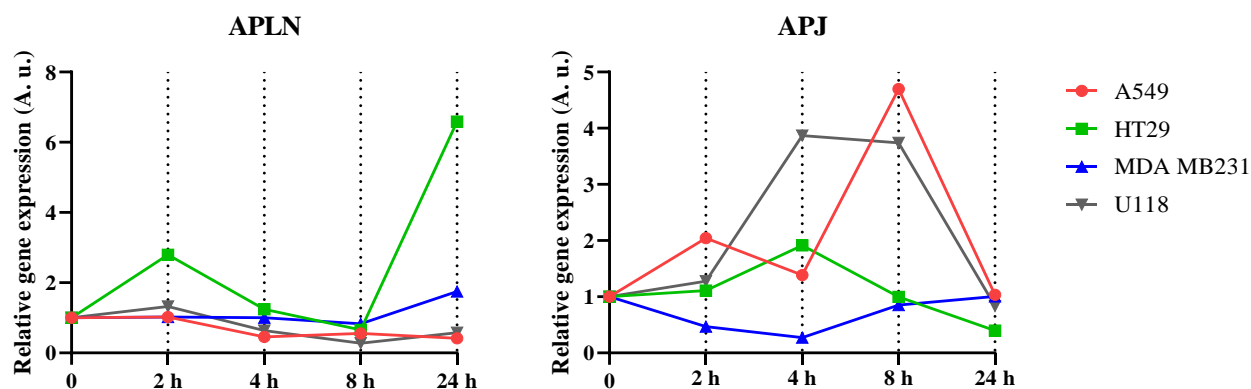 APLN
Relative gene expression (A. u.)
8
6
4
2
0
0 2 h 4 h 8 h 24 h
APJ
Relative gene expression (A. u.)
5
4
3
2
1
0
0 2 h 4 h 8 h 24 h
A549
HT29
MDA MB231
U118